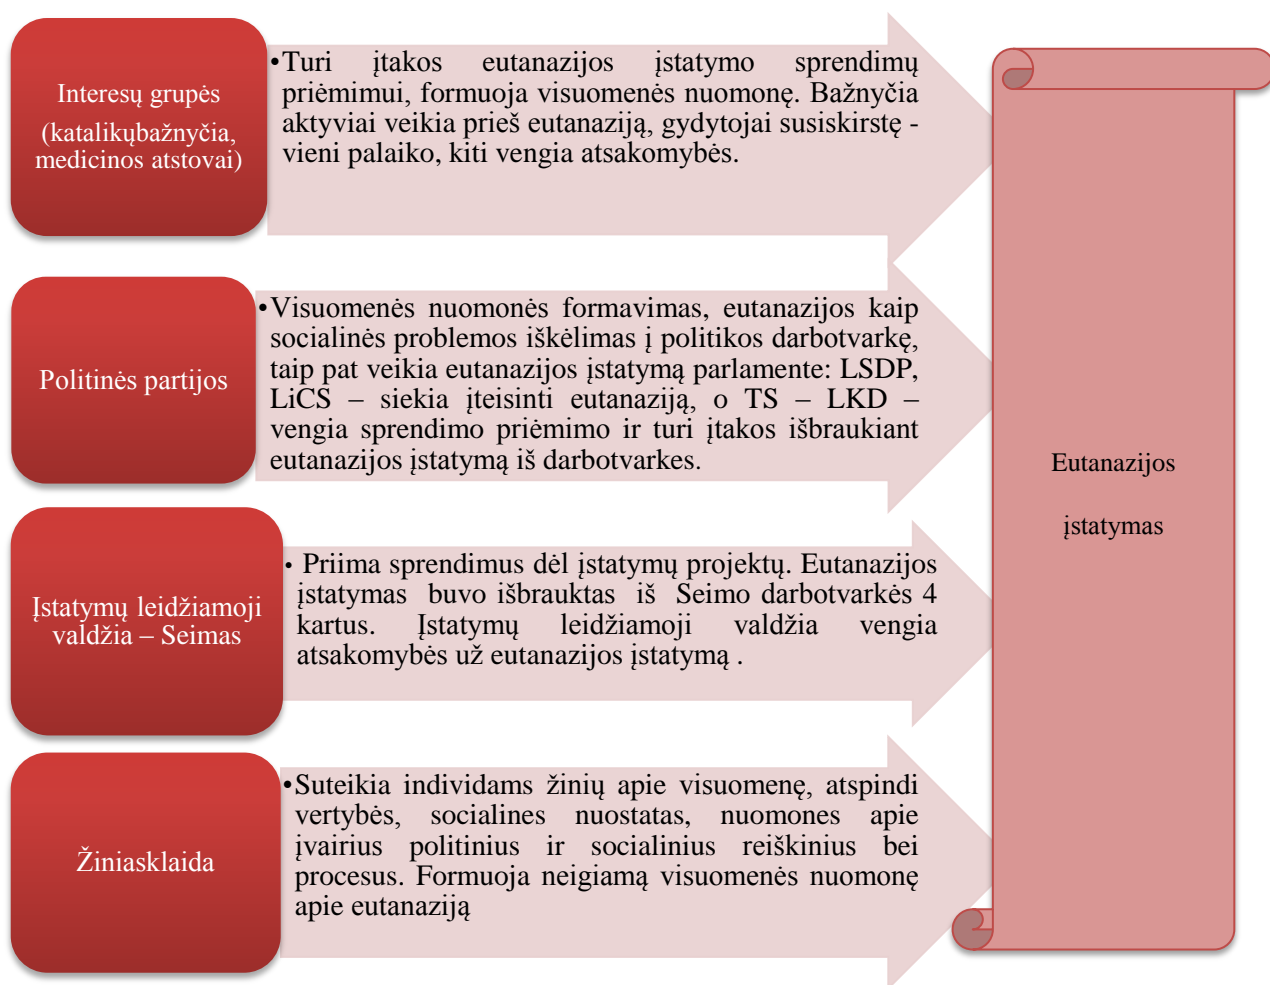 Interesų grupės
(katalikųbažnyčia,
medicinos atstovai)
•Turi įtakos eutanazijos įstatymo sprendimų
priėmimui, formuoja visuomenės nuomonę. Bažnyčia
aktyviai veikia prieš eutanaziją, gydytojai susiskirstę -
vieni palaiko, kiti vengia atsakomybės.
Politinės partijos
•Visuomenės nuomonės formavimas, eutanazijos kaip
socialinės problemos iškėlimas į politikos darbotvarkę,
taip pat veikia eutanazijos įstatymą parlamente: LSDP,
LiCS – siekia įteisinti eutanaziją, o TS – LKD –
vengia sprendimo priėmimo ir turi įtakos išbraukiant
eutanazijos įstatymą iš darbotvarkes.
Įstatymų leidžiamoji
valdžia – Seimas
• Priima sprendimus dėl įstatymų projektų. Eutanazijos
įstatymas buvo išbrauktas iš Seimo darbotvarkės 4
kartus. Įstatymų leidžiamoji valdžia vengia
atsakomybės už eutanazijos įstatymą .
Žiniasklaida
•Suteikia individams žinių apie visuomenę, atspindi
vertybės, socialines nuostatas, nuomones apie
įvairius politinius ir socialinius reiškinius bei
procesus. Formuoja neigiamą visuomenės nuomonę
apie eutanaziją
Eutanazijos
įstatymas